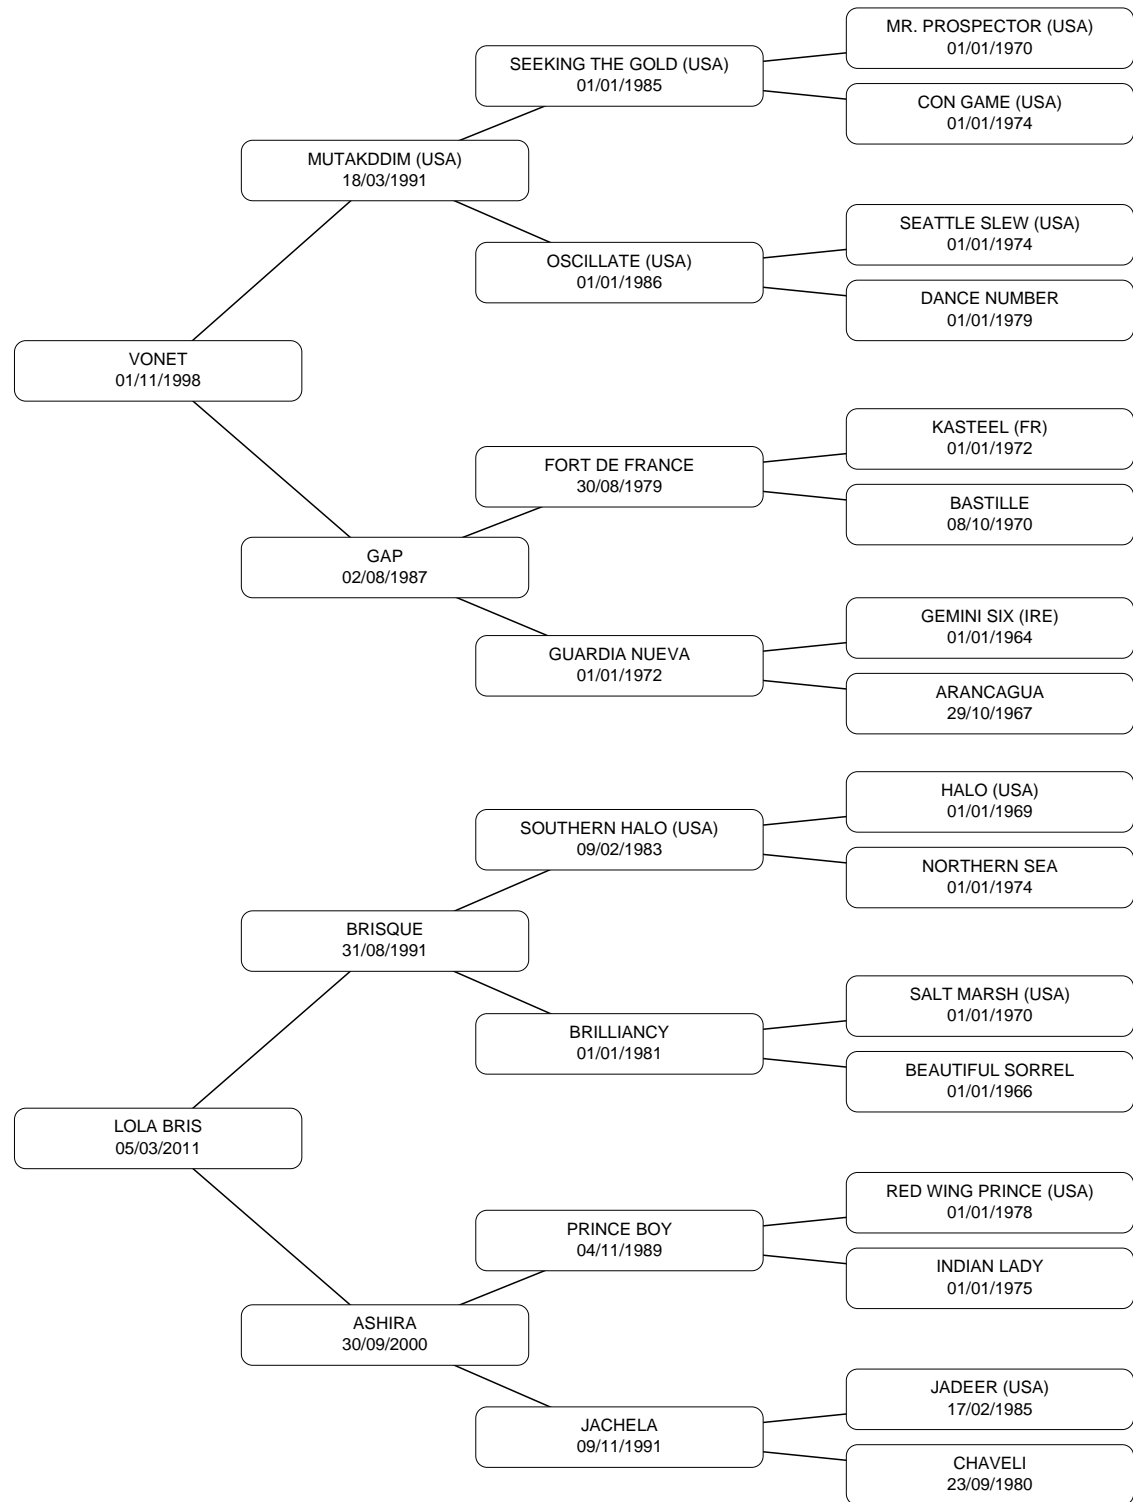 MR. PROSPECTOR (USA)
01/01/1970
SEEKING THE GOLD (USA)
01/01/1985
CON GAME (USA)
01/01/1974
MUTAKDDIM (USA)
18/03/1991
SEATTLE SLEW (USA)
01/01/1974
OSCILLATE (USA)
01/01/1986
DANCE NUMBER
01/01/1979
VONET
01/11/1998
KASTEEL (FR)
01/01/1972
FORT DE FRANCE
30/08/1979
BASTILLE
08/10/1970
GAP
02/08/1987
GEMINI SIX (IRE)
01/01/1964
GUARDIA NUEVA
01/01/1972
ARANCAGUA
29/10/1967
HALO (USA)
01/01/1969
SOUTHERN HALO (USA)
09/02/1983
NORTHERN SEA
01/01/1974
BRISQUE
31/08/1991
SALT MARSH (USA)
01/01/1970
BRILLIANCY
01/01/1981
BEAUTIFUL SORREL
01/01/1966
LOLA BRIS
05/03/2011
RED WING PRINCE (USA)
01/01/1978
PRINCE BOY
04/11/1989
INDIAN LADY
01/01/1975
ASHIRA
30/09/2000
JADEER (USA)
17/02/1985
JACHELA
09/11/1991
CHAVELI
23/09/1980